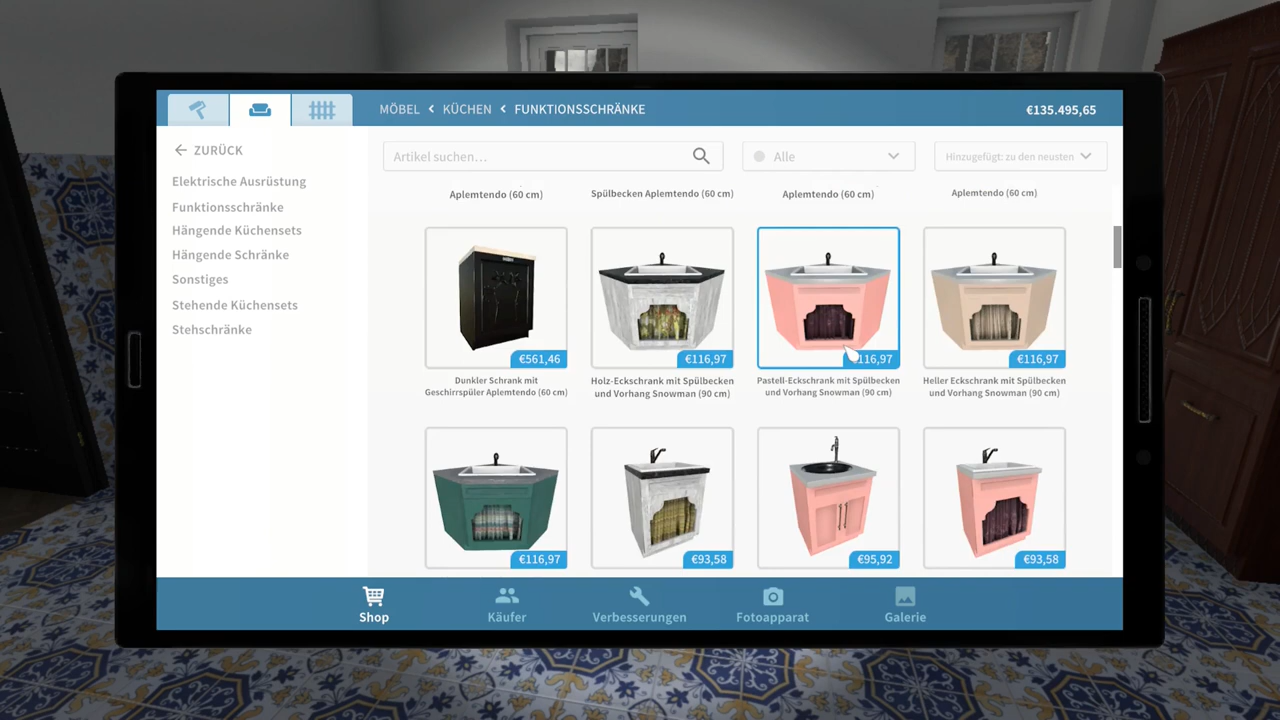 MÖBEL < KÜCHEN < FUNKTIONSSCHRÄNKE
€135.495,65
ZURÜCK
Elektrische Ausrüstung
Funktionsschränke
Hängende Küchensets
Hängende Schränke
Sonstiges
Stehende Küchensets
Stehschränke
Artikel suchen...
Alle
Hinzugefügt: zu den neusten
Aplemtendo (60 cm)
Spülbecken Aplemtendo (60 cm)
Aplemtendo (60 cm)
Aplemtendo (60 cm)
€561,46
€116,97
€116,97
€116,97
Dunkler Schrank mit
Geschirrspüler Aplemtendo (60 cm)
Holz-Eckschrank mit Spülbecken
und Vorhang Snowman (90 cm)
Pastell-Eckschrank mit Spülbecken
und Vorhang Snowman (90 cm)
Heller Eckschrank mit Spülbecken
und Vorhang Snowman (90 cm)
€116,97
€93,58
€95,92
€93,58
Shop
Käufer
Verbesserungen
Fotoapparat
Galerie